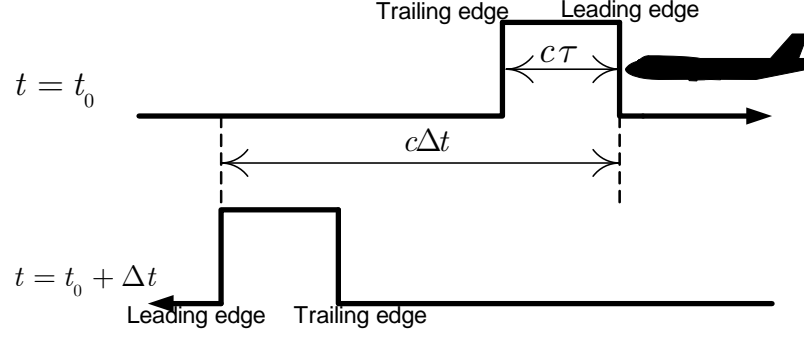 Trailing edge Leading edge
cτ
t = t₀
cΔt
t = t₀ + Δt
Leading edge Trailing edge